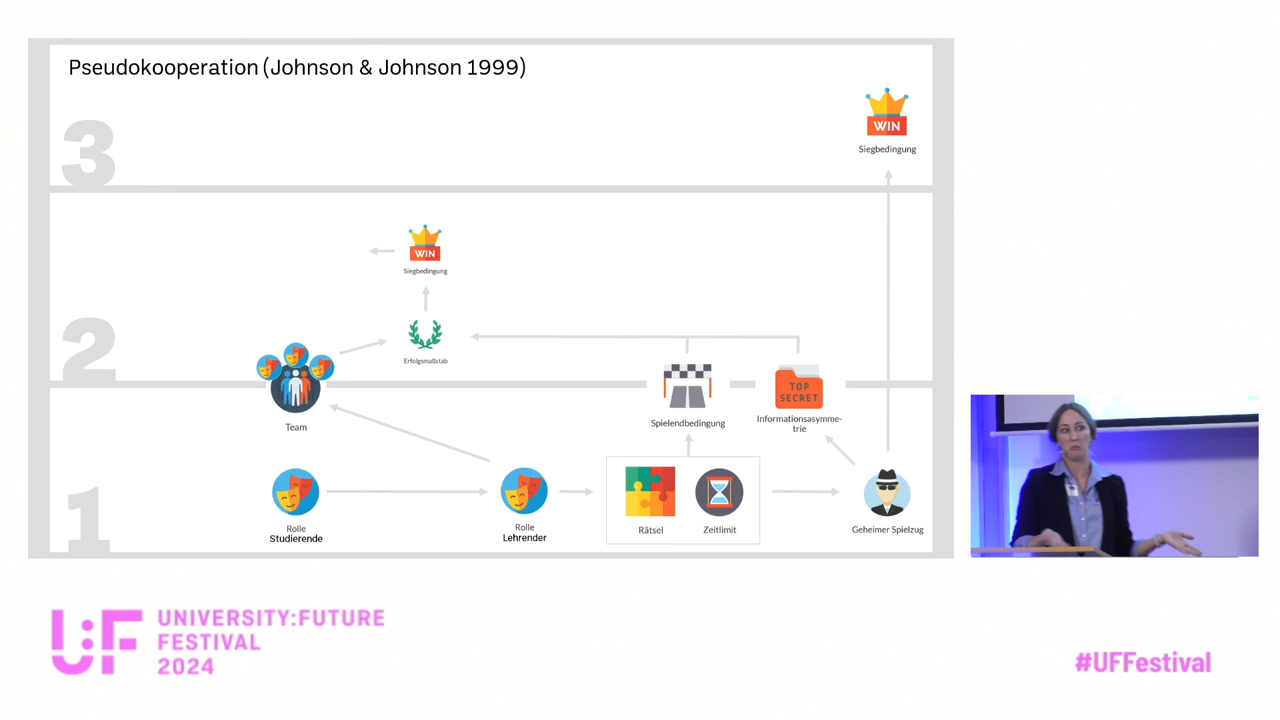 Pseudokooperation (Johnson & Johnson 1999)
3
WIN
Siegbedingung
2
WIN
Siegbedingung
Erfolgsmaßstab
Team
Spielendbedingung
TOP
SECRET
Informationsasymme-
trie
1
Rolle
Studierende
Rolle
Lehrender
Rätsel
Zeitlimit
Geheimer Spielzug
U:F
UNIVERSITY:FUTURE
FESTIVAL
2024
#UFFestival